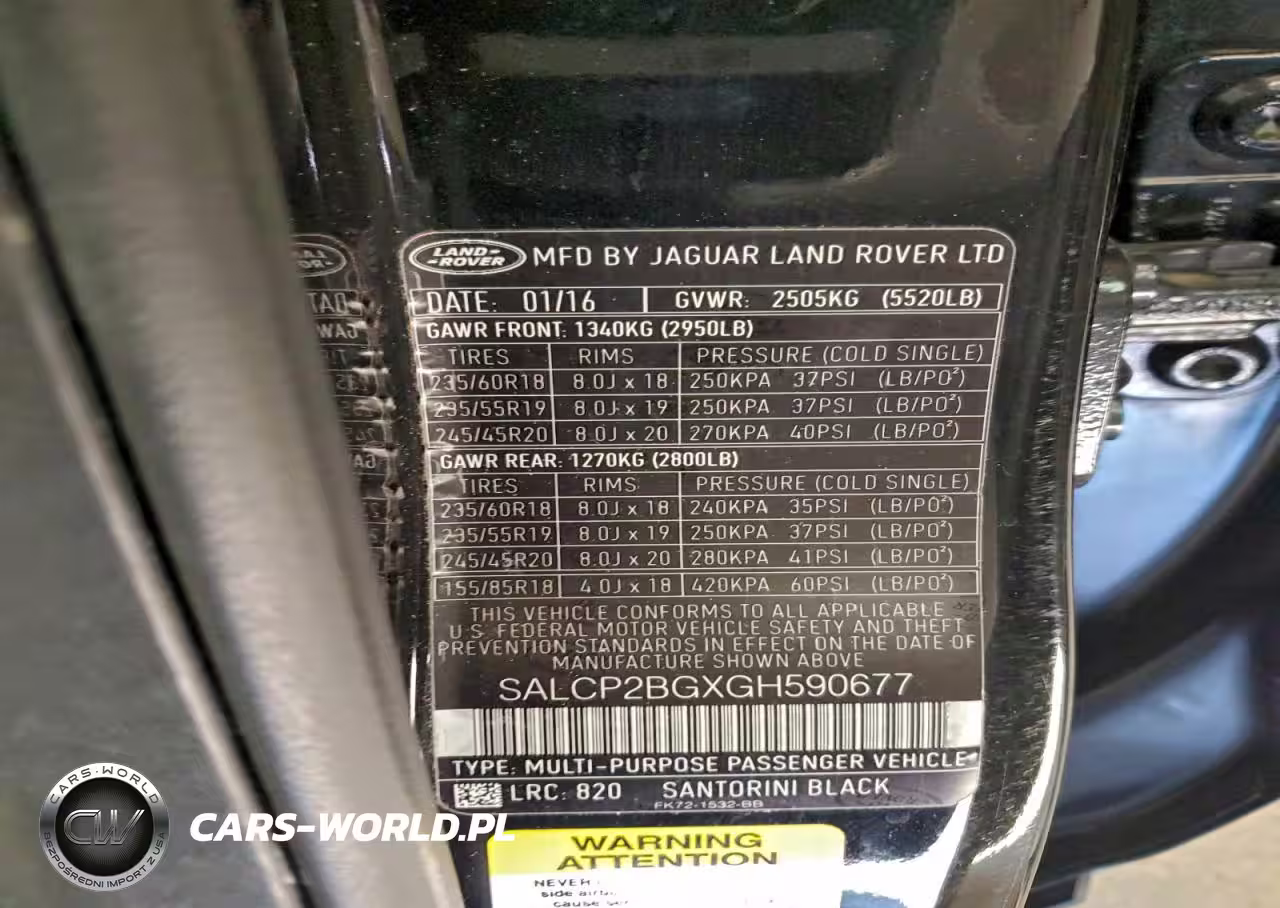 LAND-
-ROVER
MFD BY JAGUAR LAND ROVER LTD
DATE: 01/16 GVWR: 2505KG (5520LB)
GAWR FRONT: 1340KG (2950LB)
TIRES RIMS PRESSURE (COLD SINGLE)
235/60R18 8.0J x 18 250KPA 37PSI (LB/PO²)
235/55R19 8.0J x 19 250KPA 37PSI (LB/PO²)
245/45R20 8.0J x 20 270KPA 40PSI (LB/PO²)
GAWR REAR: 1270KG (2800LB)
TIRES RIMS PRESSURE (COLD SINGLE)
235/60R18 8.0J x 18 240KPA 35PSI (LB/PO²)
235/55R19 8.0J x 19 250KPA 37PSI (LB/PO²)
245/45R20 8.0J x 20 280KPA 41PSI (LB/PO²)
155/85R18 4.0J x 18 420KPA 60PSI (LB/PO²)
THIS VEHICLE CONFORMS TO ALL APPLICABLE
U.S. FEDERAL MOTOR VEHICLE SAFETY AND THEFT
PREVENTION STANDARDS IN EFFECT ON THE DATE OF
MANUFACTURE SHOWN ABOVE
SALCP2BGXGH590677
TYPE: MULTI-PURPOSE PASSENGER VEHICLE
LRC: 820 SANTORINI BLACK
FK72-1532-BB
WARNING
ATTENTION
NEVER
side
cause
CARS-WORLD
CW
BEZPOŚREDNI IMPORT Z USA
CARS-WORLD.PL